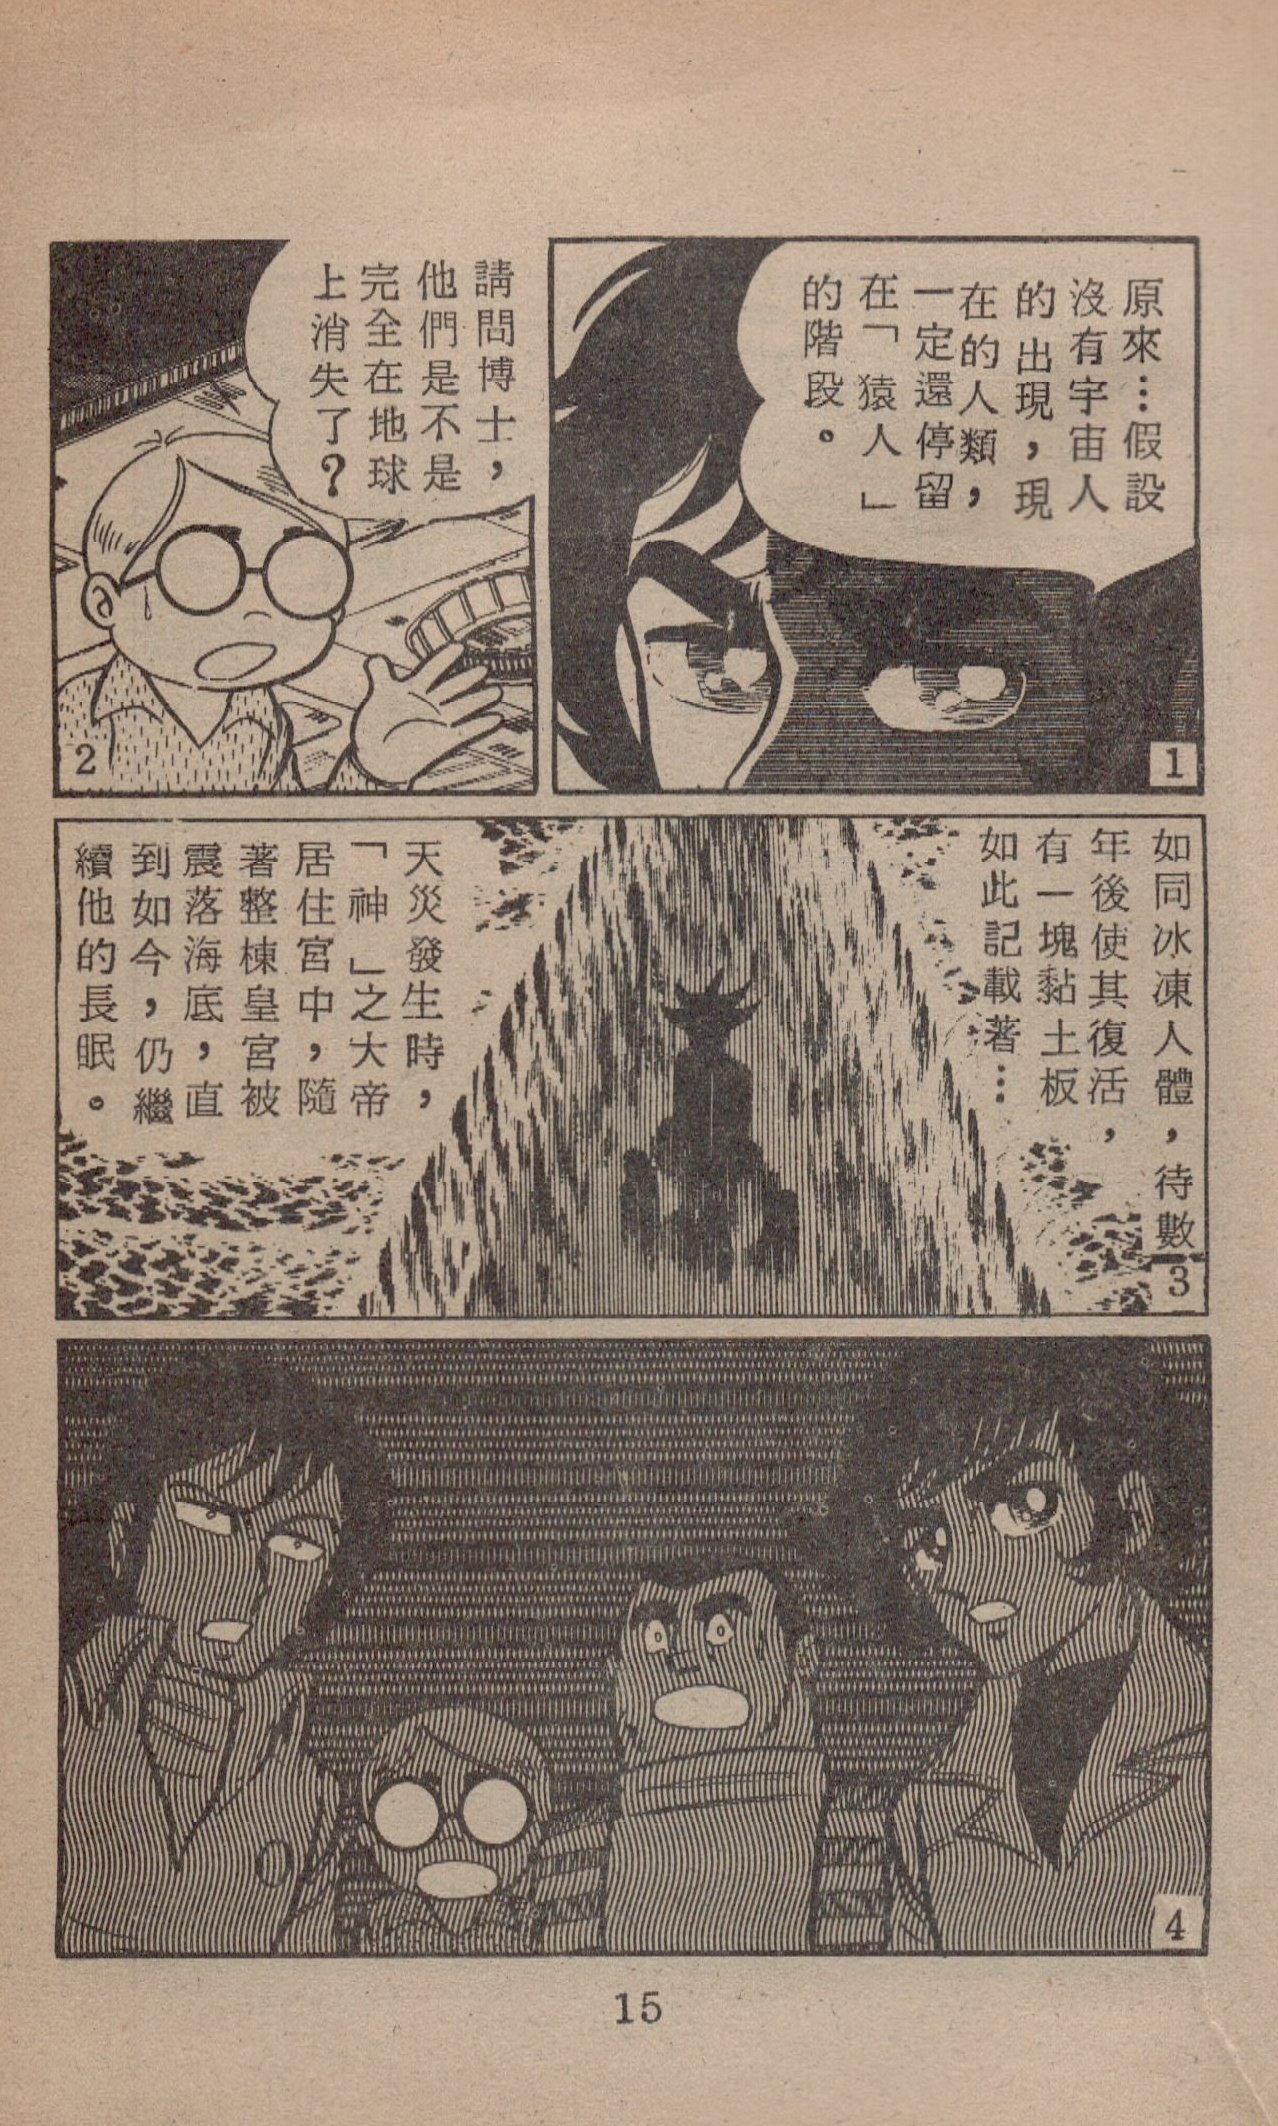 原來…假設
沒有宇宙人
的出現，現
在的人類，
一定還停留
在「猿人」
的階段。
1
請問博士，
他們是不是
完全在地球
上消失了？
2
如同冰凍人體，待數
年後使其復活，
有一塊黏土板
如此記載著…
天災發生時，
「神」之大帝
居住宮中，隨
著整棟皇宮被
震落海底，直
到如今，仍繼
續他的長眠。
3
4
15